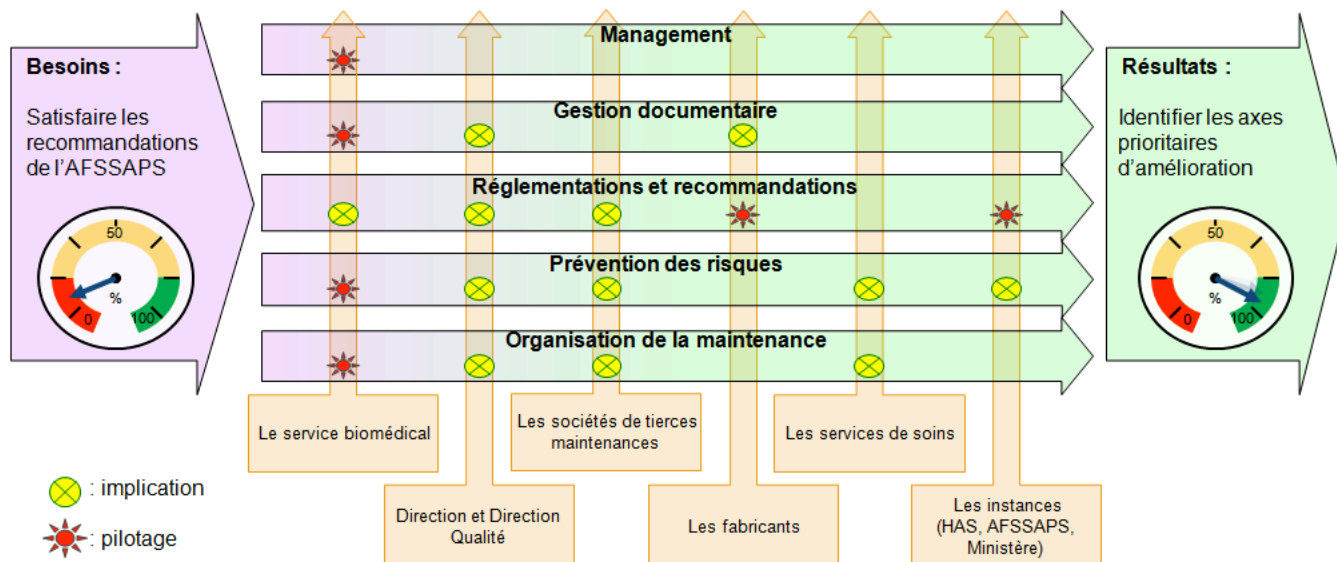 Besoins :
Satisfaire les
recommandations
de l'AFSSAPS
50
%
0
100
Management
Gestion documentaire
Réglementations et recommandations
Prévention des risques
Organisation de la maintenance
Résultats :
Identifier les axes
prioritaires
d'amélioration
50
%
0
100
Le service biomédical
Les sociétés de tierces
maintenances
Les services de soins
Direction et Direction
Qualité
Les fabricants
Les instances
(HAS, AFSSAPS,
Ministère)
: implication
: pilotage